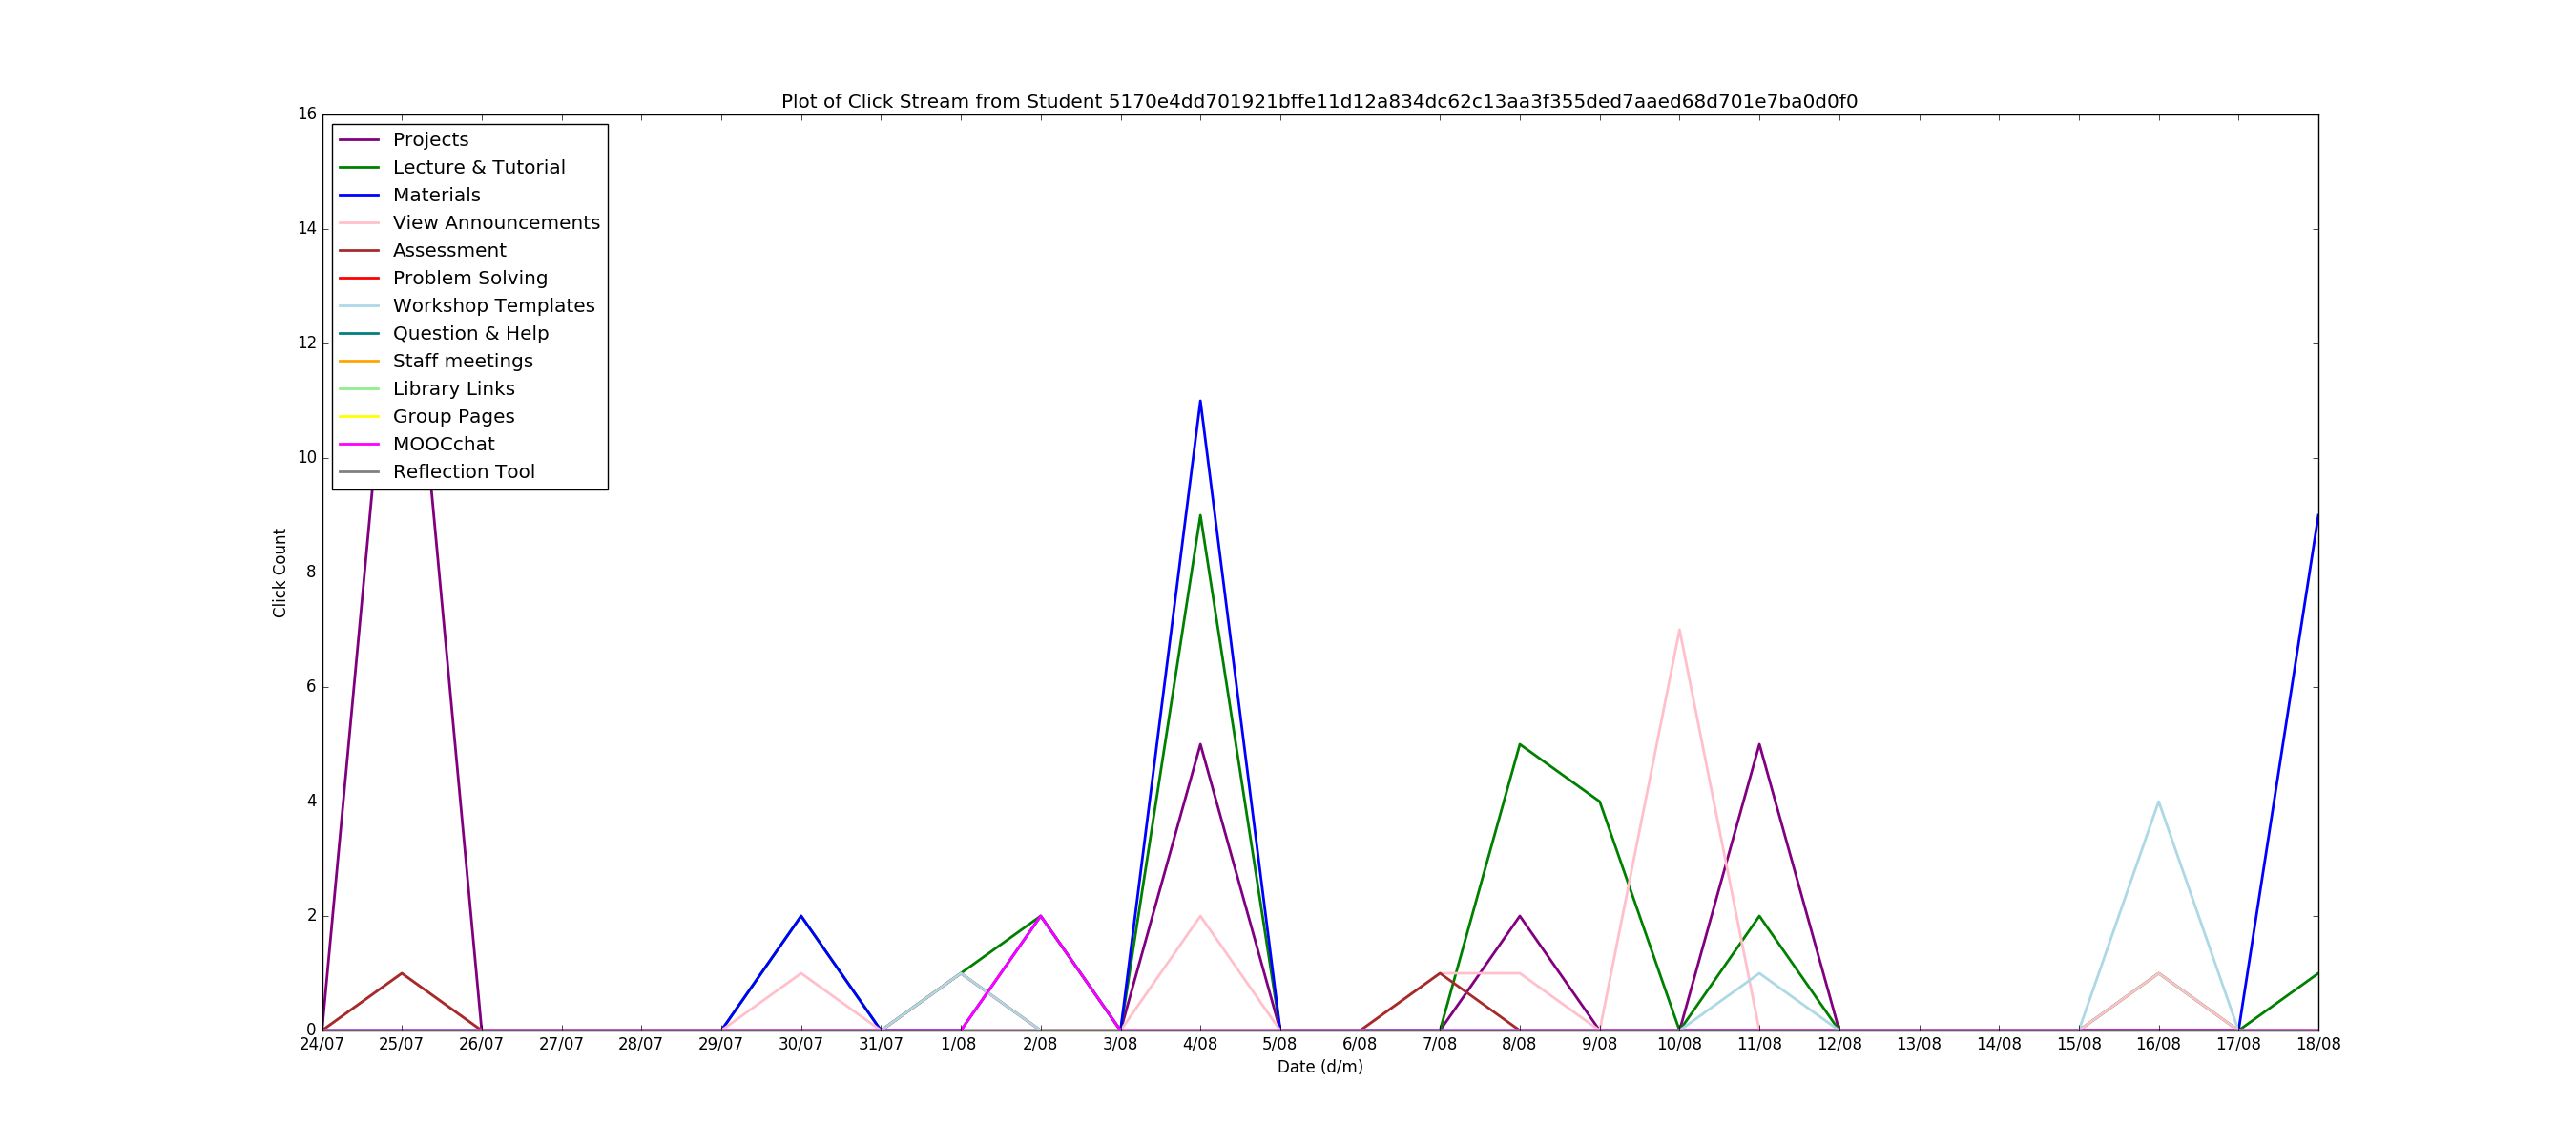 Plot of Click Stream from Student 5170e4dd701921bffe11d12a834dc62c13aa3f355ded7aaed68d701e7ba0d0f0
16
14
12
10
8
6
4
2
0
Click Count
Projects
Lecture & Tutorial
Materials
View Announcements
Assessment
Problem Solving
Workshop Templates
Question & Help
Staff meetings
Library Links
Group Pages
MOOCchat
Reflection Tool
24/07 25/07 26/07 27/07 28/07 29/07 30/07 31/07 1/08 2/08 3/08 4/08 5/08 6/08 7/08 8/08 9/08 10/08 11/08 12/08 13/08 14/08 15/08 16/08 17/08 18/08
Date (d/m)